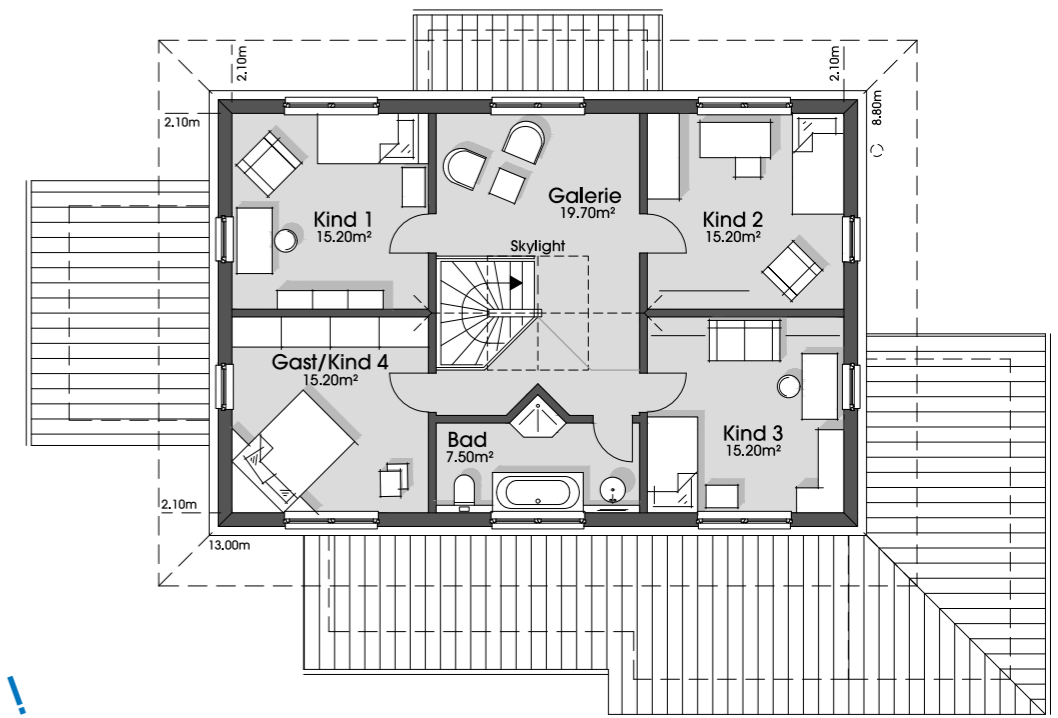 2.10m
2.10m
2.10m
8.80m
Kind 1
15.20m²
Galerie
19.70m²
Kind 2
15.20m²
Skylight
Gast/Kind 4
15.20m²
Bad
7.50m²
Kind 3
15.20m²
2.10m
13.00m
!